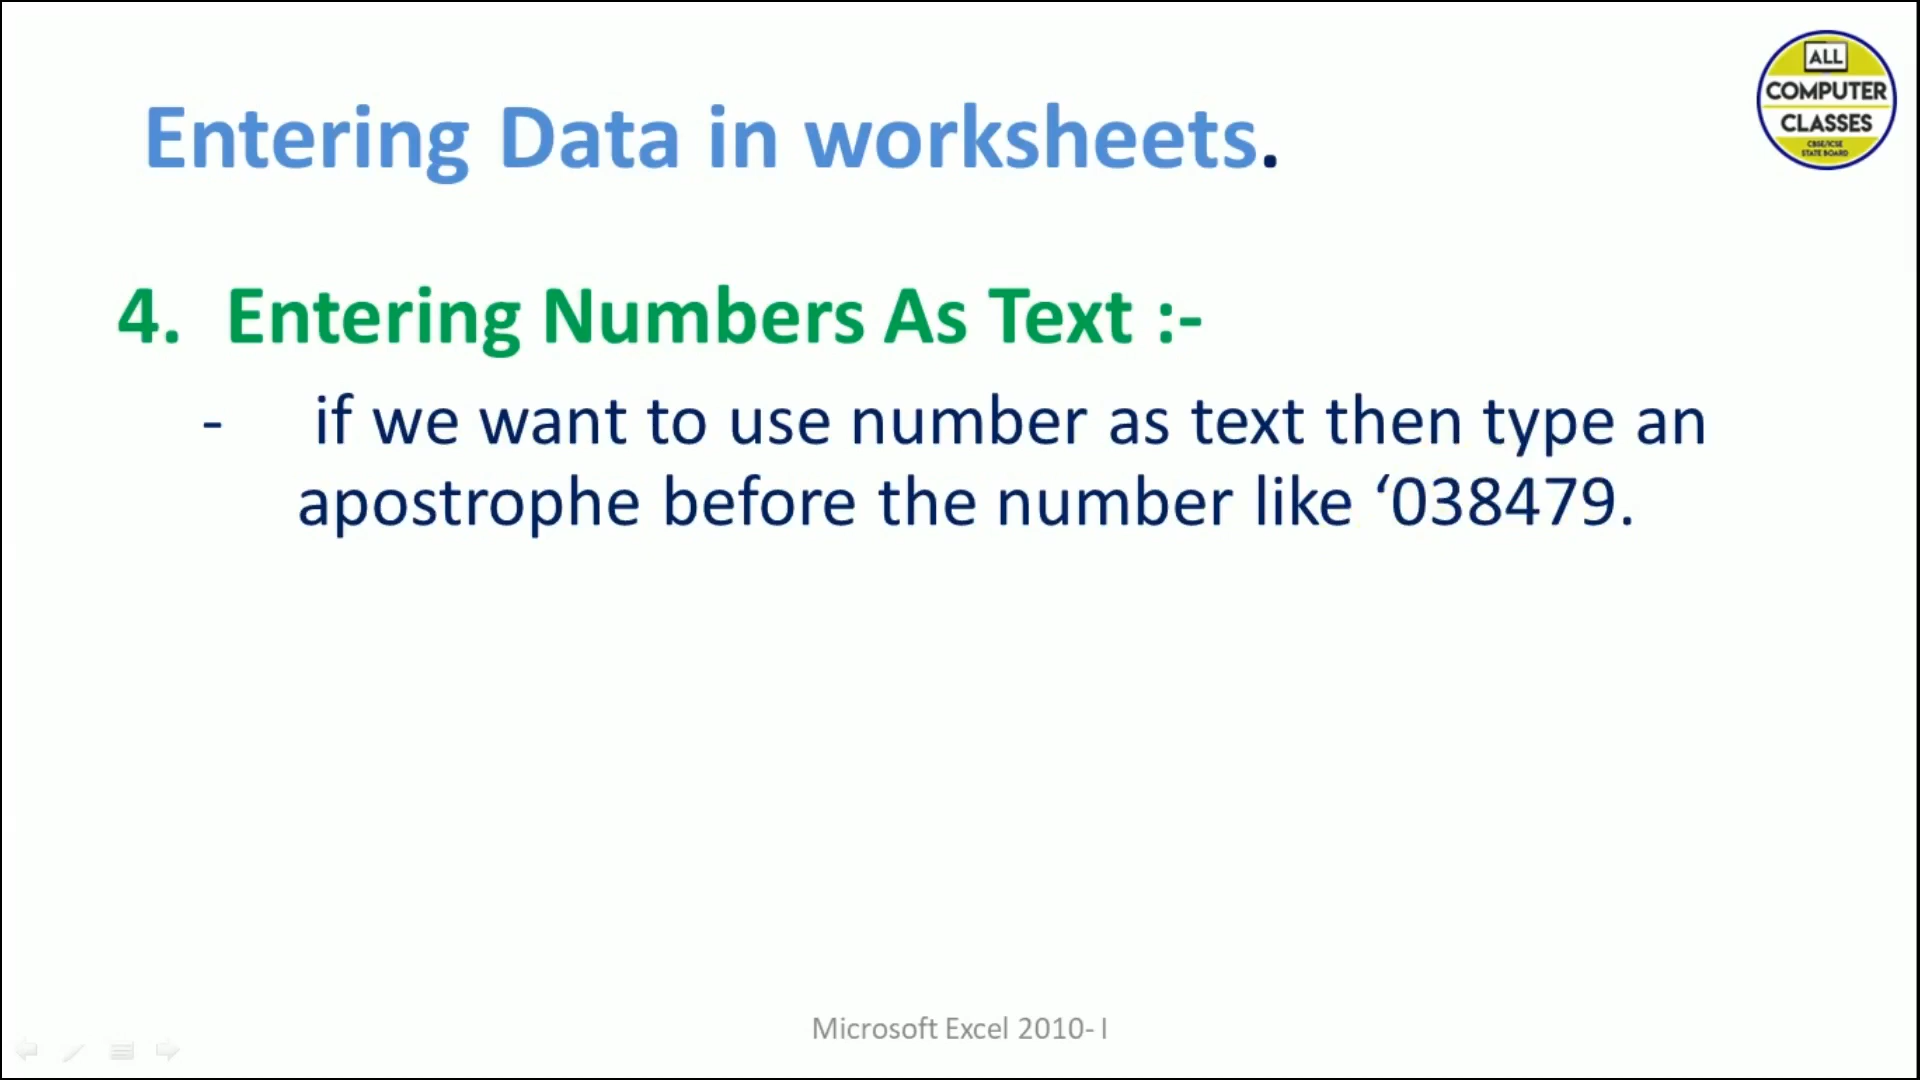 ALL
COMPUTER
CLASSES
CBSE/ICSE
STATE BOARD
Entering Data in worksheets.
4. Entering Numbers As Text :-
- if we want to use number as text then type an
apostrophe before the number like ‘038479.
Microsoft Excel 2010- I